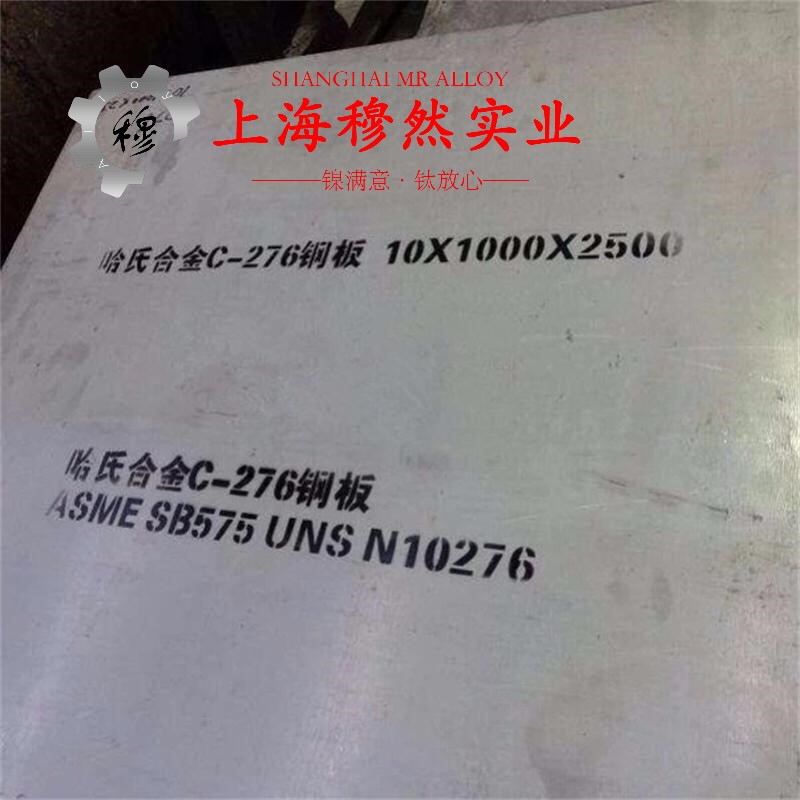 SHANGHAI MR ALLOY
穆
上海穆然实业
镍满意·钛放心
哈氏合金C-276钢板 10X1000X2500
哈氏合金C-276钢板
ASME SB575 UNS N10276